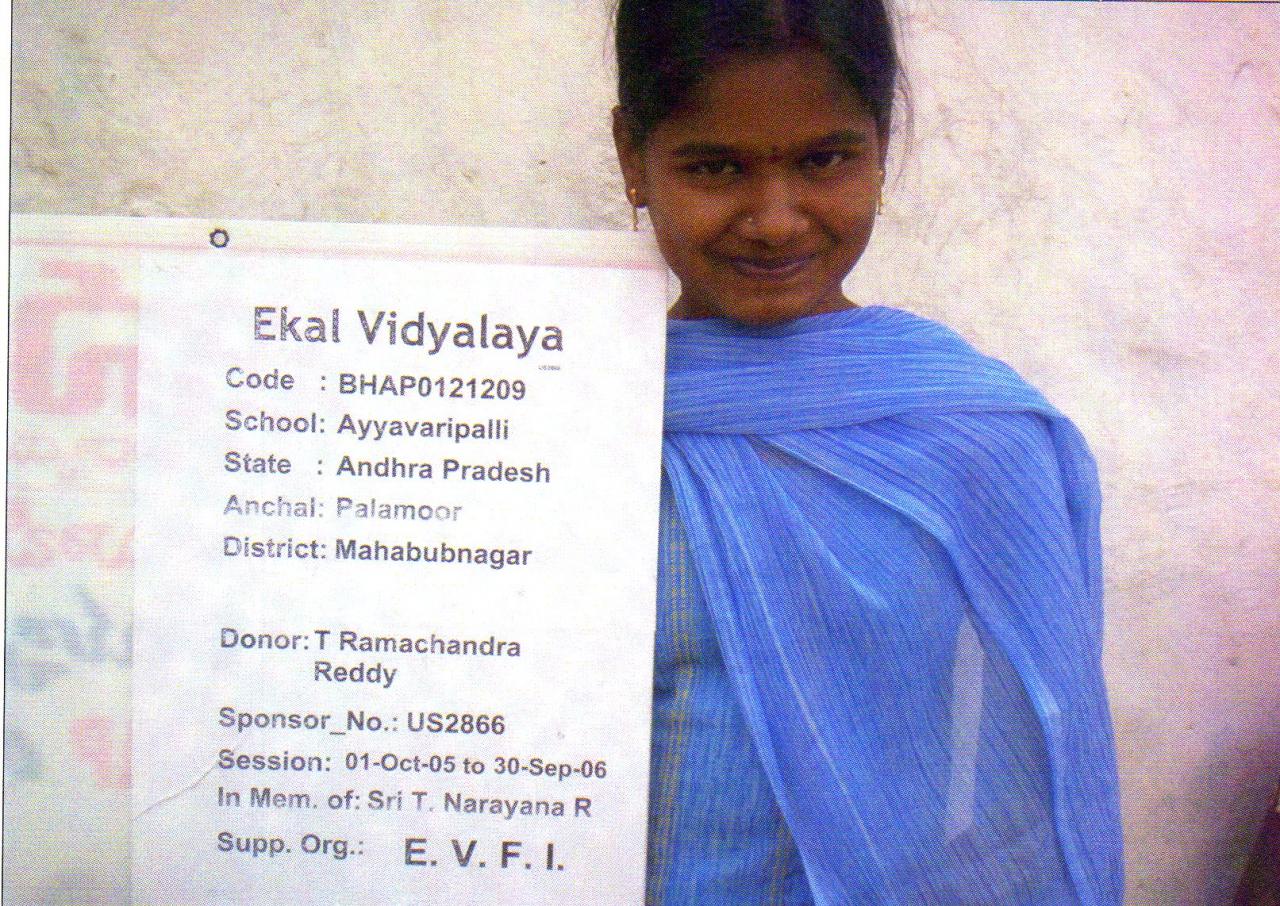 Ekal Vidyalaya
Code : BHAP0121209
School: Ayyavaripalli
State : Andhra Pradesh
Anchal: Palamoor
District: Mahabubnagar
Donor: T Ramachandra
Reddy
Sponsor_No.: US2866
Session: 01-Oct-05 to 30-Sep-06
In Mem. of: Sri T. Narayana R
Supp. Org.: E. V. F. I.